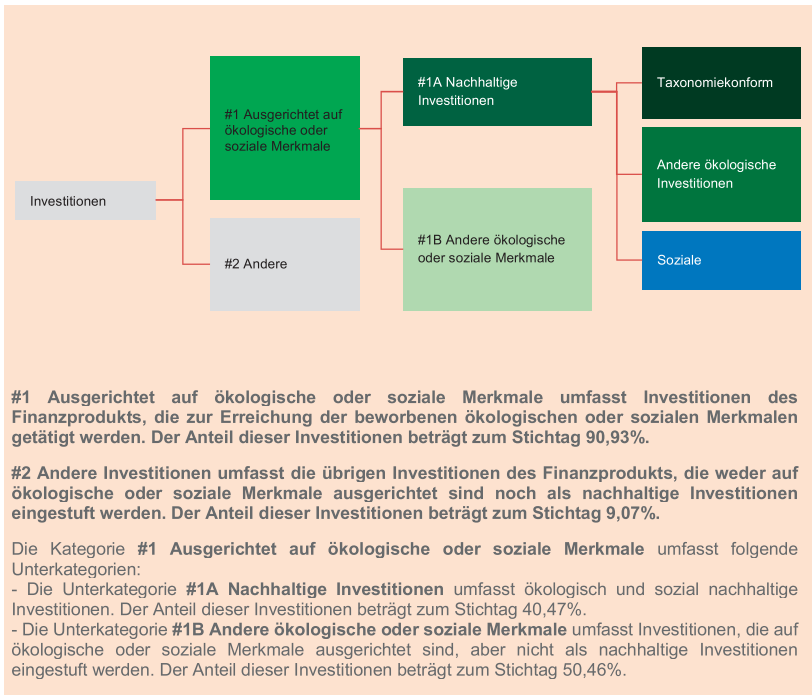 Investitionen
#1 Ausgerichtet auf
ökologische oder
soziale Merkmale
#2 Andere
#1A Nachhaltige
Investitionen
#1B Andere ökologische
oder soziale Merkmale
Taxonomiekonform
Andere ökologische
Investitionen
Soziale
#1 Ausgerichtet auf ökologische oder soziale Merkmale umfasst Investitionen des
Finanzprodukts, die zur Erreichung der beworbenen ökologischen oder sozialen Merkmalen
getätigt werden. Der Anteil dieser Investitionen beträgt zum Stichtag 90,93%.
#2 Andere Investitionen umfasst die übrigen Investitionen des Finanzprodukts, die weder auf
ökologische oder soziale Merkmale ausgerichtet sind noch als nachhaltige Investitionen
eingestuft werden. Der Anteil dieser Investitionen beträgt zum Stichtag 9,07%.
Die Kategorie #1 Ausgerichtet auf ökologische oder soziale Merkmale umfasst folgende
Unterkategorien:
- Die Unterkategorie #1A Nachhaltige Investitionen umfasst ökologisch und sozial nachhaltige
Investitionen. Der Anteil dieser Investitionen beträgt zum Stichtag 40,47%.
- Die Unterkategorie #1B Andere ökologische oder soziale Merkmale umfasst Investitionen, die auf
ökologische oder soziale Merkmale ausgerichtet sind, aber nicht als nachhaltige Investitionen
eingestuft werden. Der Anteil dieser Investitionen beträgt zum Stichtag 50,46%.